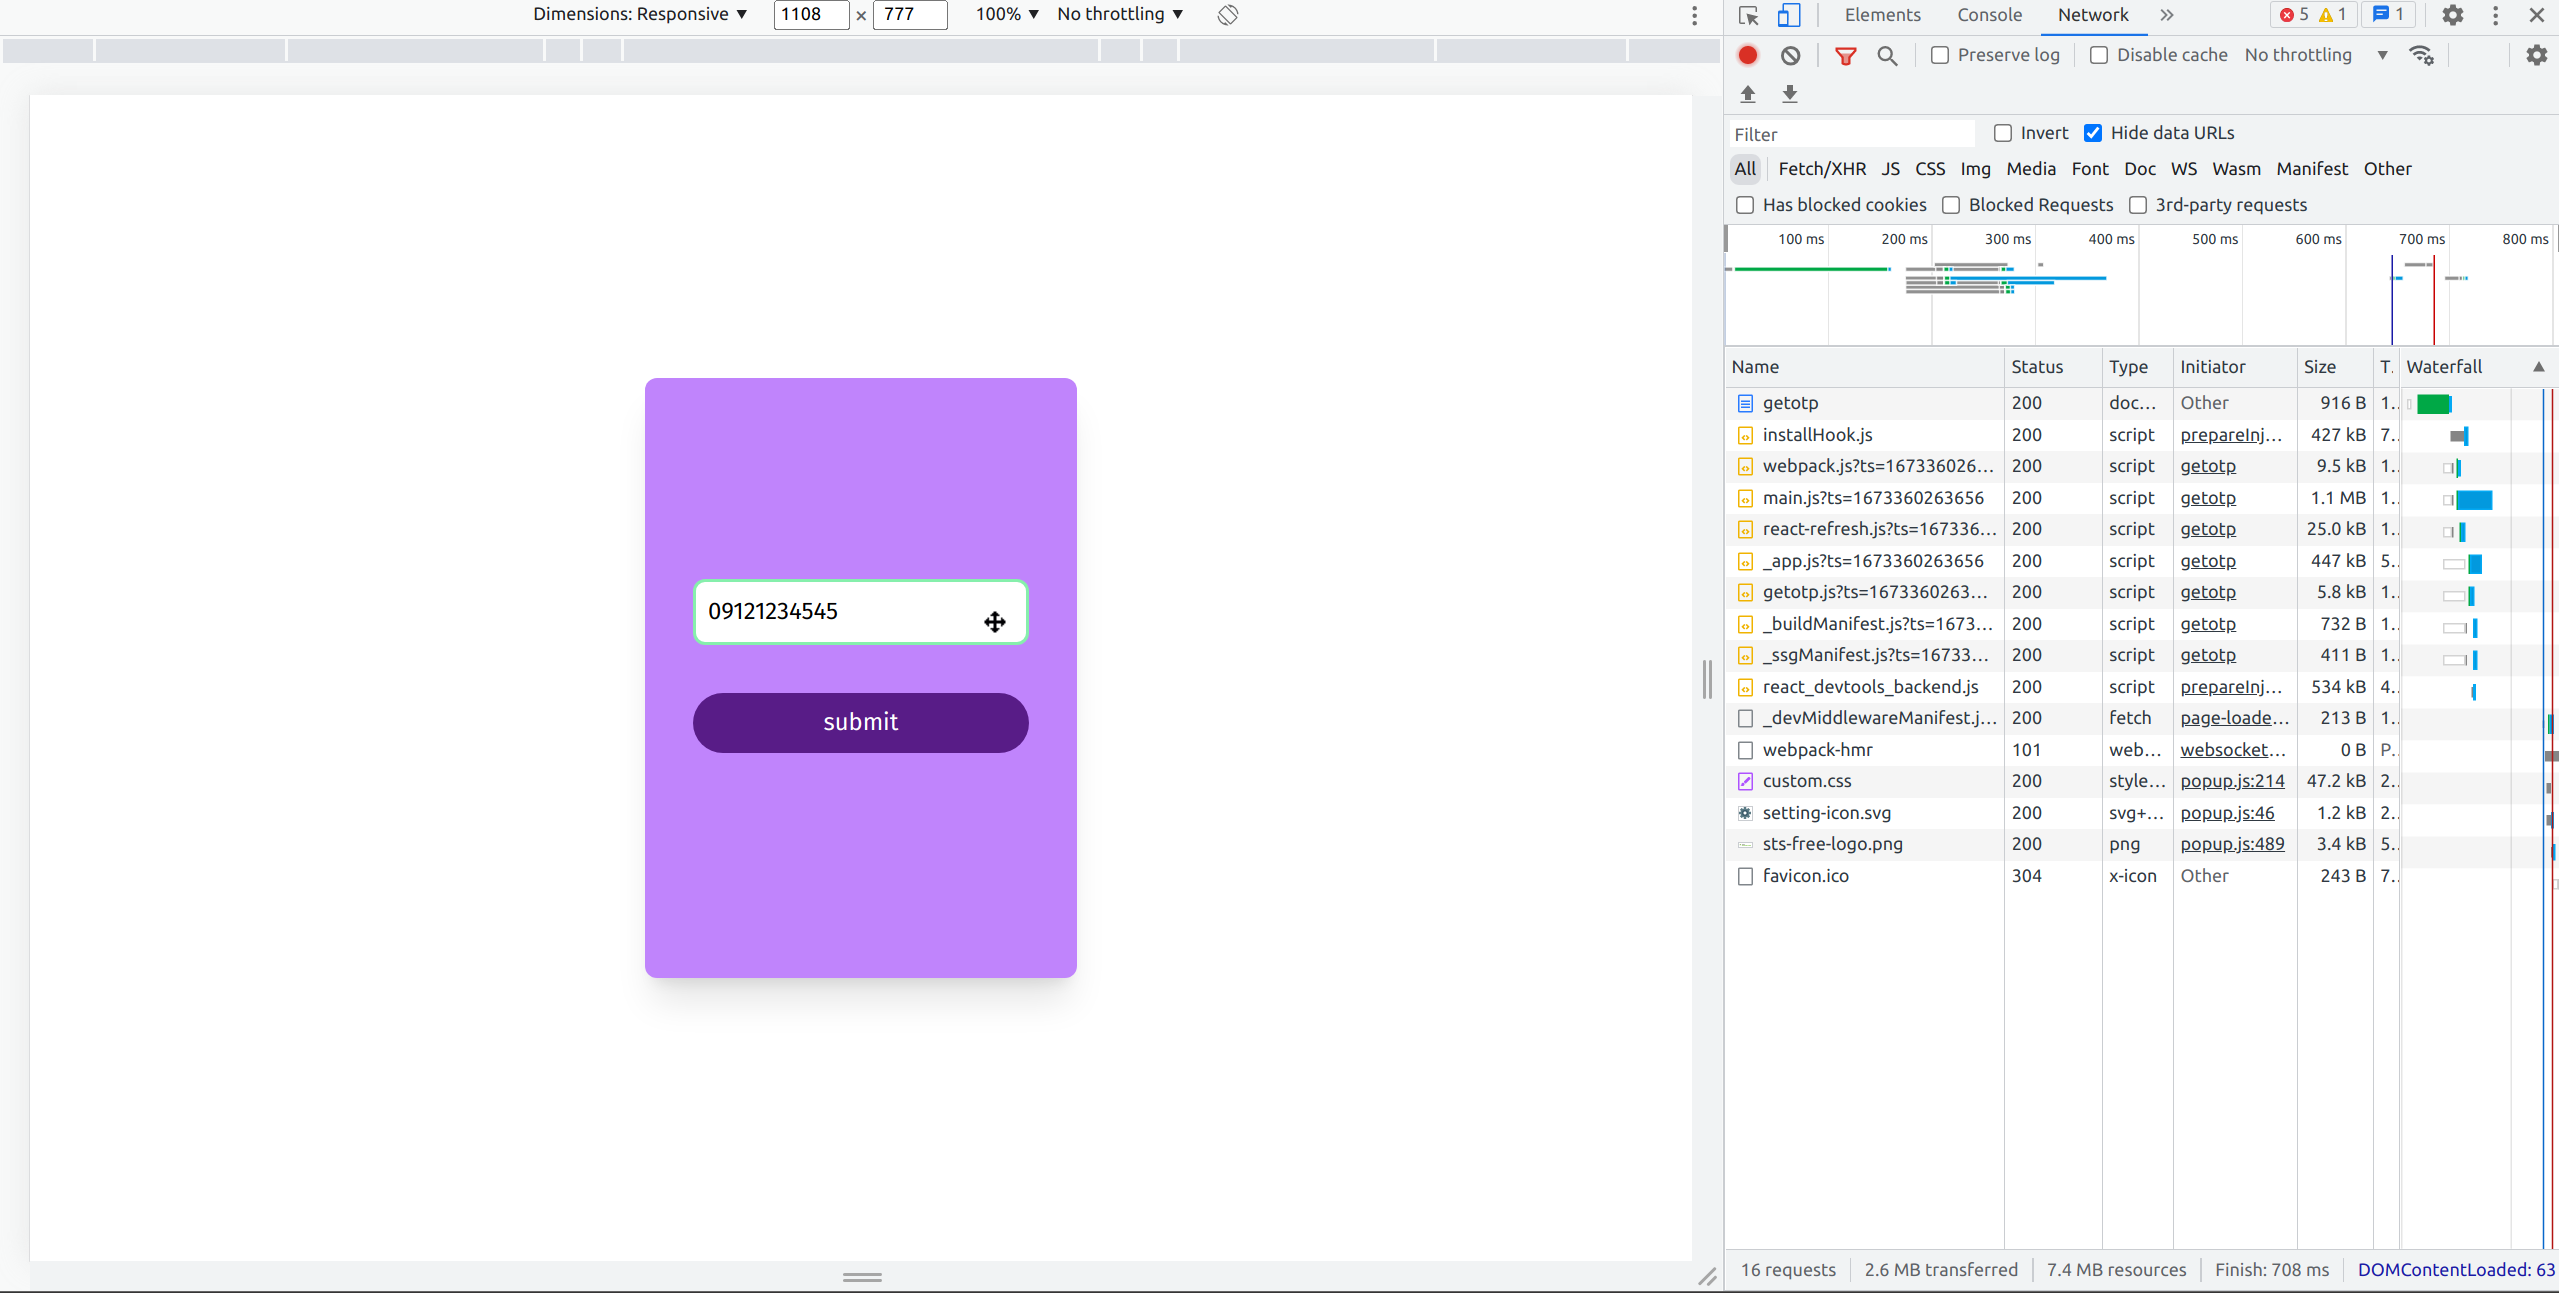 Dimensions: Responsive ▼ 1108 × 777 100% ▼ No throttling ▼
Elements Console Network » 5 1 1
Preserve log Disable cache No throttling ▼
Filter Invert Hide data URLs
All Fetch/XHR JS CSS Img Media Font Doc WS Wasm Manifest Other
Has blocked cookies Blocked Requests 3rd-party requests
100 ms 200 ms 300 ms 400 ms 500 ms 600 ms 700 ms 800 ms
Name Status Type Initiator Size T. Waterfall ▲
getotp 200 doc... Other 916 B 1..
installHook.js 200 script prepareInj... 427 kB 7..
webpack.js?ts=167336026... 200 script getotp 9.5 kB 1..
main.js?ts=1673360263656 200 script getotp 1.1 MB 1..
react-refresh.js?ts=167336... 200 script getotp 25.0 kB 1..
_app.js?ts=1673360263656 200 script getotp 447 kB 5..
getotp.js?ts=1673360263... 200 script getotp 5.8 kB 1..
_buildManifest.js?ts=1673... 200 script getotp 732 B 1..
_ssgManifest.js?ts=16733... 200 script getotp 411 B 1..
react_devtools_backend.js 200 script prepareInj... 534 kB 4..
_devMiddlewareManifest.j... 200 fetch page-loade... 213 B 1..
webpack-hmr 101 web... websocket... 0 B P..
custom.css 200 style... popup.js:214 47.2 kB 2..
setting-icon.svg 200 svg+... popup.js:46 1.2 kB 2..
sts-free-logo.png 200 png popup.js:489 3.4 kB 5..
favicon.ico 304 x-icon Other 243 B 7..
16 requests 2.6 MB transferred 7.4 MB resources Finish: 708 ms DOMContentLoaded: 63
09121234545
submit